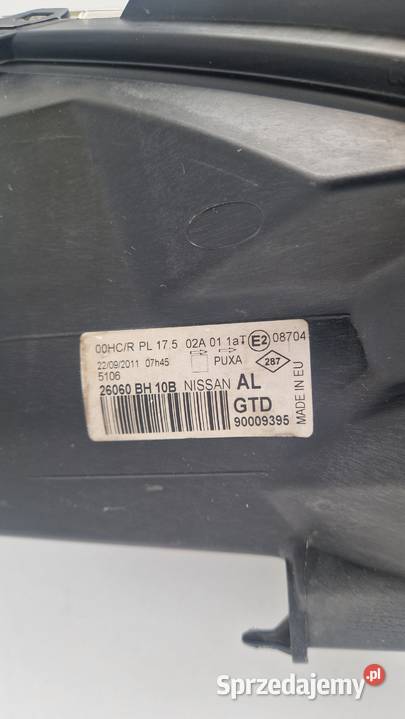 00HC/R PL 17.5 02A 01 1aT E2 08704
22/09/2011 07h45 PUXA 287
5106
26060 BH 10B NISSAN AL
GTD
90009395
MADE IN EU
Sprzedajemy.pl